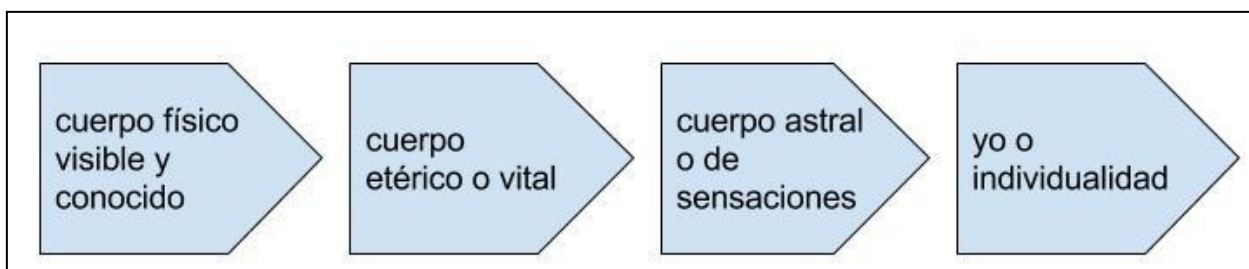 cuerpo físico
visible y
conocido
cuerpo
etérico o vital
cuerpo astral
o de
sensaciones
yo o
individualidad